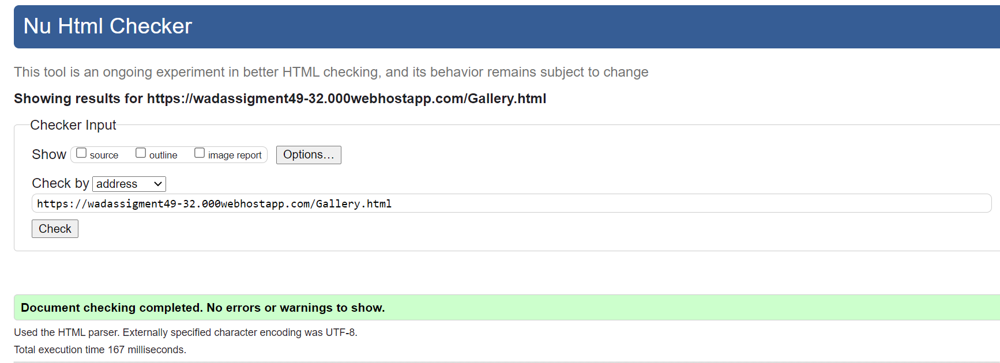 Nu Html Checker
This tool is an ongoing experiment in better HTML checking, and its behavior remains subject to change
Showing results for https://wadassigment49-32.000webhostapp.com/Gallery.html
Checker Input
Show source outline image report Options...
Check by address
https://wadassigment49-32.000webhostapp.com/Gallery.html
Check
Document checking completed. No errors or warnings to show.
Used the HTML parser. Externally specified character encoding was UTF-8.
Total execution time 167 milliseconds.